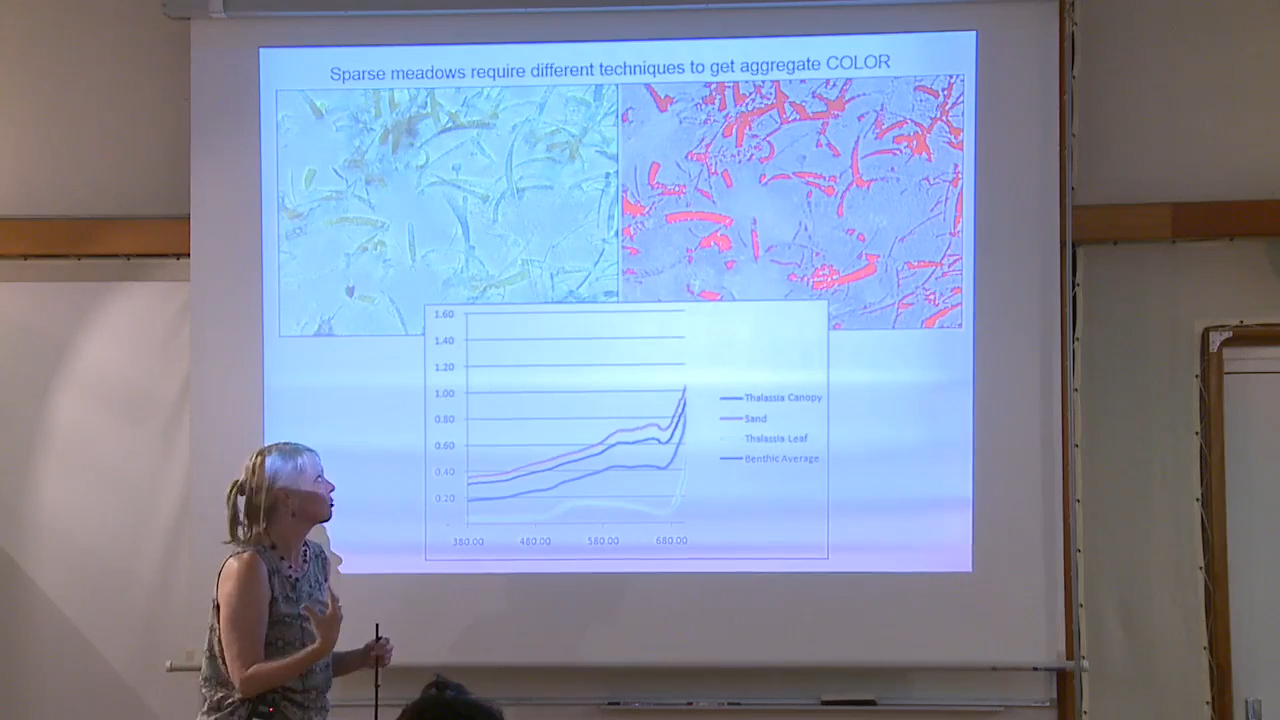 Sparse meadows require different techniques to get aggregate COLOR
1.60
1.40
1.20
1.00
0.80
0.60
0.40
0.20
-
380.00 480.00 580.00 680.00
Thalassia Canopy
Sand
Thalassia Leaf
Benthic Average